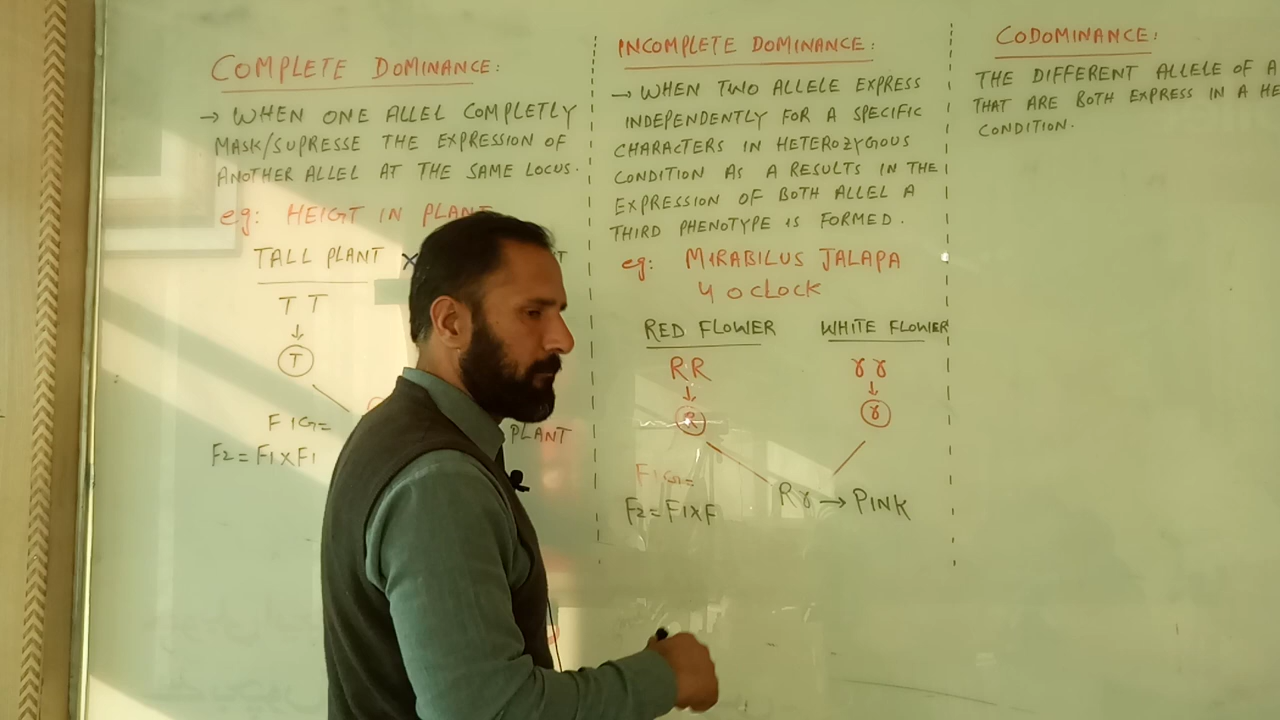 COMPLETE DOMINANCE:
→ WHEN ONE ALLEL COMPLETLY
MASK/SUPRESSE THE EXPRESSION OF
ANOTHER ALLEL AT THE SAME LOCUS.
eg: HEIGT IN PLANT
TALL PLANT ×
TT
↓
T
F1G=
PLANT
F2=F1×F1
INCOMPLETE DOMINANCE:
→ WHEN TWO ALLELE EXPRESS
INDEPENDENTLY FOR A SPECIFIC
CHARACTERS IN HETEROZYGOUS
CONDITION AS A RESULTS IN THE
EXPRESSION OF BOTH ALLEL A
THIRD PHENOTYPE IS FORMED.
eg: MIRABILUS JALAPA
4 O CLOCK
RED FLOWER WHITE FLOWER
RR rr
↓ ↓
R r
F1G=
Rr → PINK
F2=F1×F
CODOMINANCE:
THE DIFFERENT ALLELE OF A
THAT ARE BOTH EXPRESS IN A HE
CONDITION.